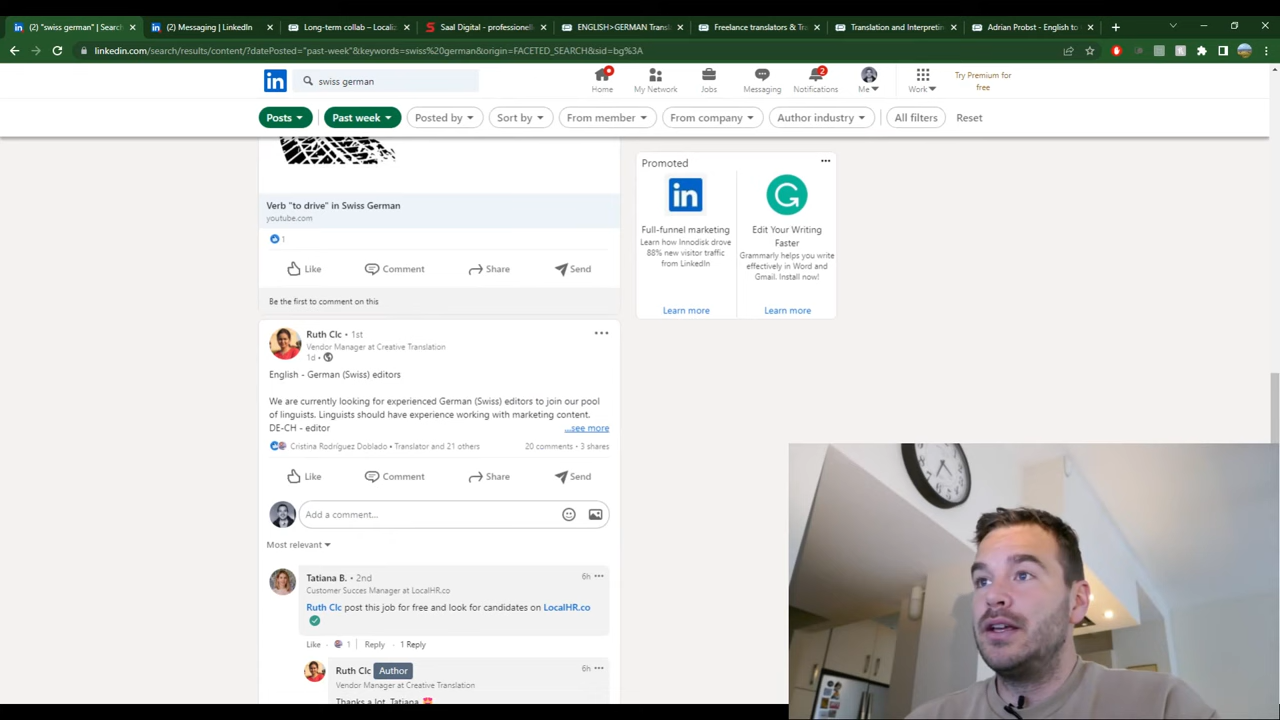 (2) "swiss german" | Search
(2) Messaging | LinkedIn
Long-term collab – Localiz
Saal Digital - professionell
ENGLISH>GERMAN Transl
Freelance translators & Tra
Translation and Interpretin
Adrian Probst - English to
linkedin.com/search/results/content/?datePosted="past-week"&keywords=swiss%20german&origin=FACETED_SEARCH&sid=bg%3A
in
swiss german
Home
My Network
Jobs
Messaging
2
Notifications
Me
Work
Try Premium for
free
Posts
Past week
Posted by
Sort by
From member
From company
Author industry
All filters
Reset
Verb "to drive" in Swiss German
youtube.com
1
Like
Comment
Share
Send
Be the first to comment on this
Ruth Clc • 1st
Vendor Manager at Creative Translation
1d •
English - German (Swiss) editors
We are currently looking for experienced German (Swiss) editors to join our pool
of linguists. Linguists should have experience working with marketing content.
DE-CH - editor
...see more
Cristina Rodríguez Doblado • Translator and 21 others
20 comments • 3 shares
Like
Comment
Share
Send
Add a comment...
Most relevant
Tatiana B. • 2nd
6h
Customer Succes Manager at LocalHR.co
Ruth Clc post this job for free and look for candidates on LocalHR.co
Like
1
Reply
1 Reply
Ruth Clc Author
6h
Vendor Manager at Creative Translation
Thanks a lot, Tatiana
Promoted
in
Full-funnel marketing
Learn how Innodisk drove
88% new visitor traffic
from LinkedIn
Learn more
G
Edit Your Writing
Faster
Grammarly helps you write
effectively in Word and
Gmail. Install now!
Learn more